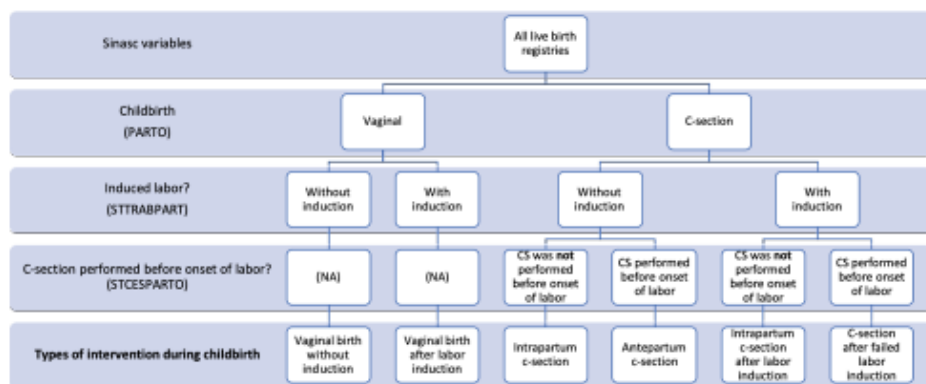 Sinasc variables
All live birth
registries
Childbirth
(PARTO)
Vaginal
C-section
Induced labor?
(STTRABPART)
Without
induction
With
induction
Without
induction
With
induction
C-section performed before onset of labor?
(STCESPARTO)
(NA)
(NA)
CS was not
performed
before onset
of labor
CS performed
before onset
of labor
CS was not
performed
before onset
of labor
CS performed
before onset
of labor
Types of intervention during childbirth
Vaginal birth
without
induction
Vaginal birth
after labor
induction
Intrapartum
c-section
Antepartum
c-section
Intrapartum
c-section
after labor
induction
C-section
after failed
labor
induction